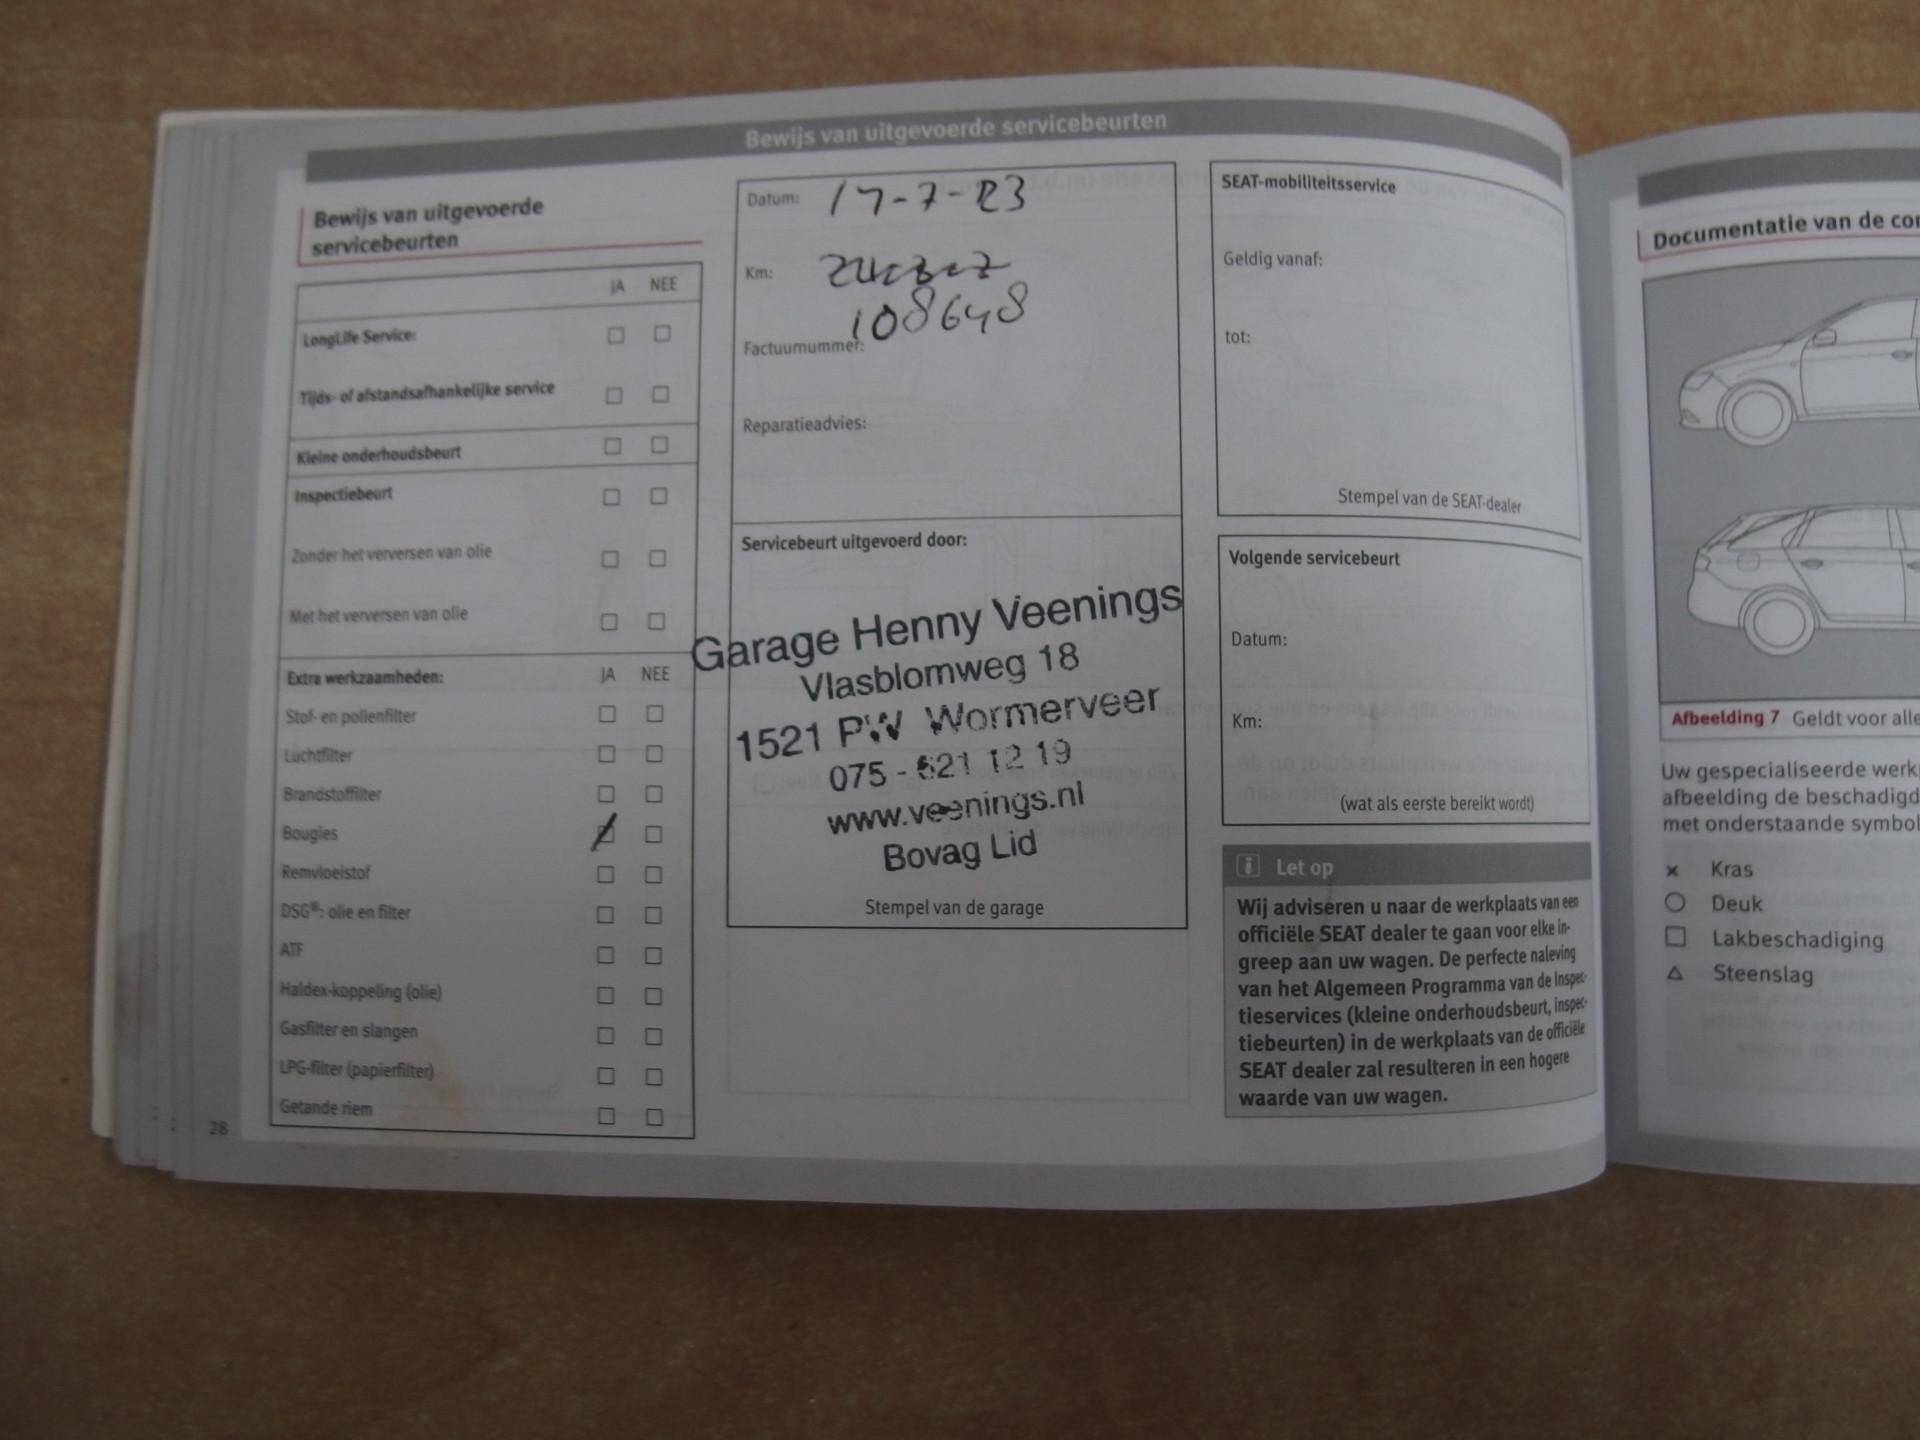 Bewijs van uitgevoerde servicebeurten
Bewijs van uitgevoerde
servicebeurten
JA NEE
LongLife Service:
Tijds- of afstandsafhankelijke service
Kleine onderhoudsbeurt
Inspectiebeurt
Zonder het verversen van olie
Met het verversen van olie
Extra werkzaamheden: JA NEE
Stof- en pollenfilter
Luchtfilter
Brandstoffilter
Bougies
Remvloeistof
DSG®: olie en filter
ATF
Haldex-koppeling (olie)
Gasfilter en slangen
LPG-filter (papierfilter)
Getande riem
28
Datum: 17-7-23
Km:
108648
Factuurnummer:
Reparatieadvies:
Servicebeurt uitgevoerd door:
Garage Henny Veenings
Vlasblomweg 18
1521 PW Wormerveer
075 - 621 12 19
www.veenings.nl
Bovag Lid
Stempel van de garage
SEAT-mobiliteitsservice
Geldig vanaf:
tot:
Stempel van de SEAT-dealer
Volgende servicebeurt
Datum:
Km:
(wat als eerste bereikt wordt)
i Let op
Wij adviseren u naar de werkplaats van een
officiële SEAT dealer te gaan voor elke in-
greep aan uw wagen. De perfecte naleving
van het Algemeen Programma van de Inspec-
tieservices (kleine onderhoudsbeurt, inspec-
tiebeurten) in de werkplaats van de officiële
SEAT dealer zal resulteren in een hogere
waarde van uw wagen.
Documentatie van de
Afbeelding 7 Geldt voor alle
Uw gespecialiseerde
afbeelding de
met onderstaande
Kras
Deuk
Lakbeschadiging
Steenslag